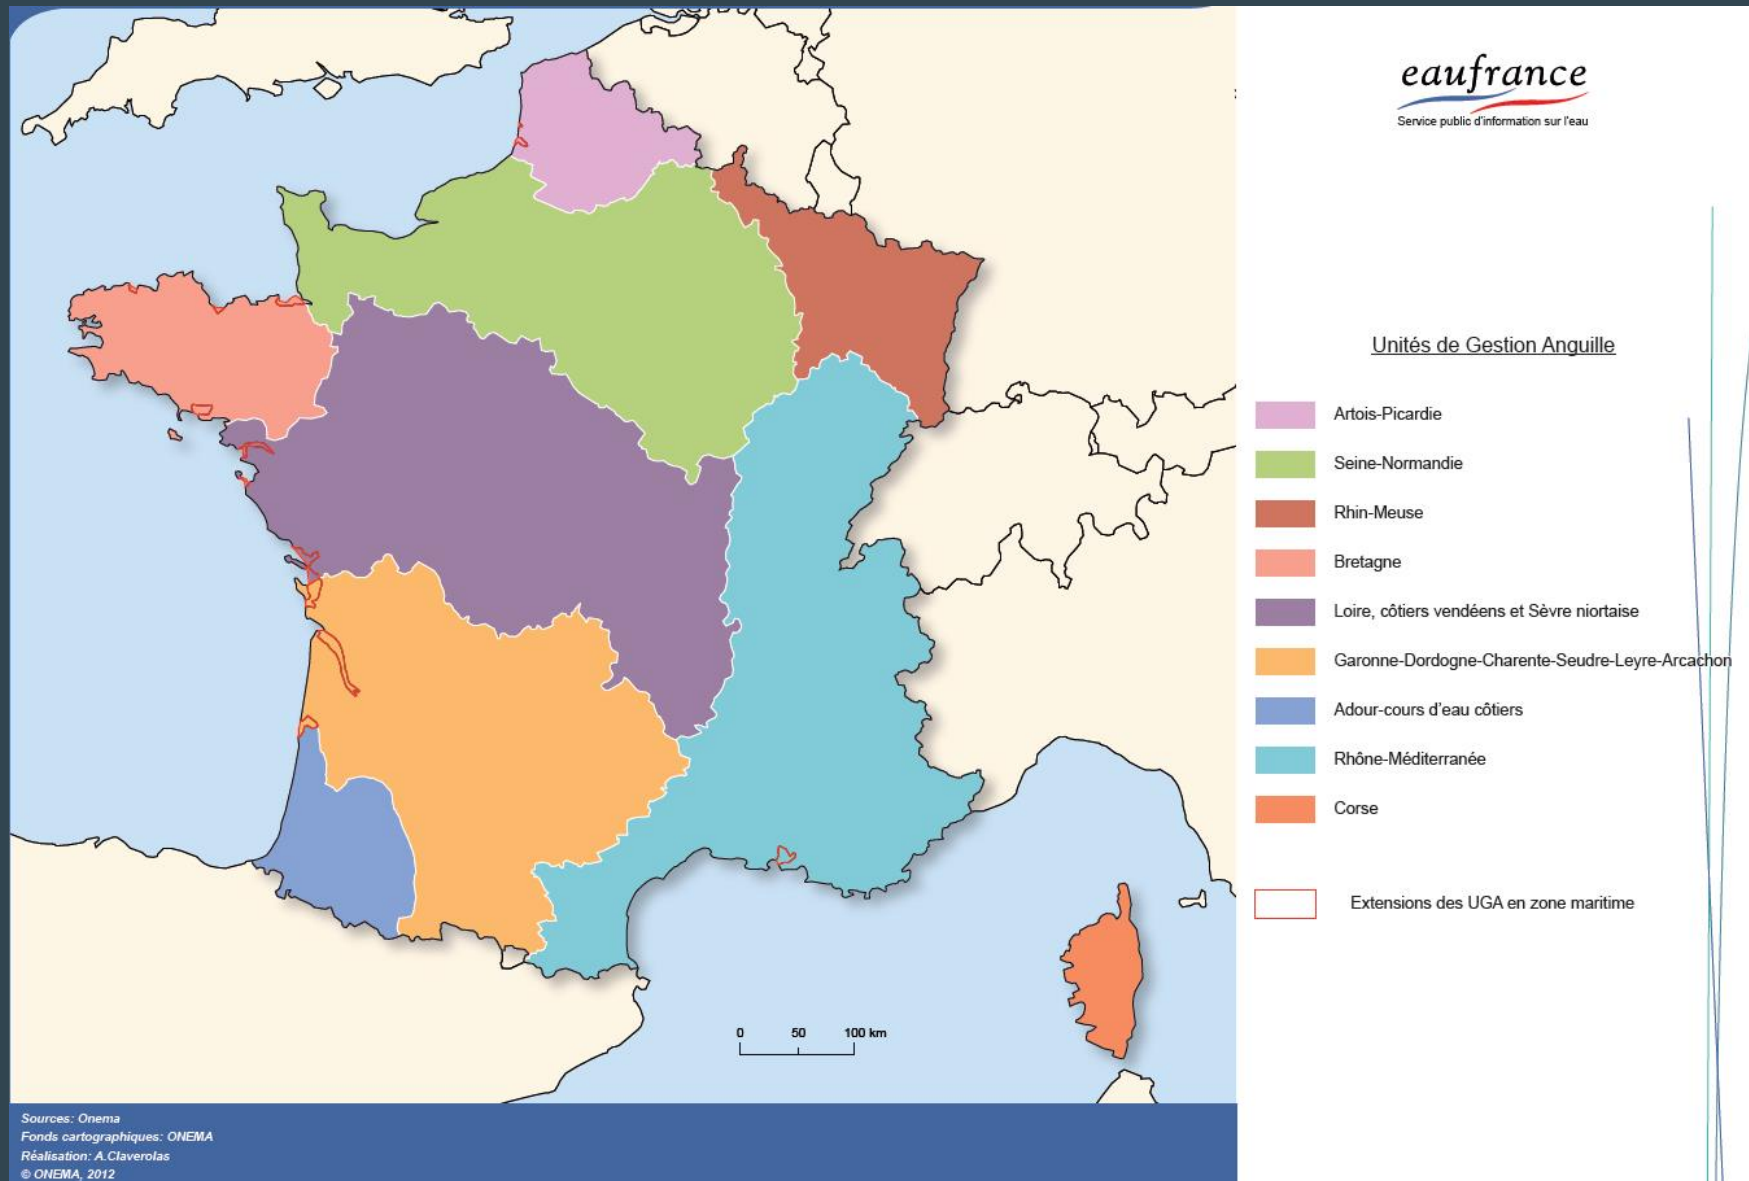 eaufrance
Service public d'information sur l'eau
Unités de Gestion Anguille
Artois-Picardie
Seine-Normandie
Rhin-Meuse
Bretagne
Loire, côtiers vendéens et Sèvre niortaise
Garonne-Dordogne-Charente-Seudre-Leyre-Arcachon
Adour-cours d'eau côtiers
Rhône-Méditerranée
Corse
Extensions des UGA en zone maritime
0 50 100 km
Sources: Onema
Fonds cartographiques: ONEMA
Réalisation: A.Claverolas
© ONEMA, 2012